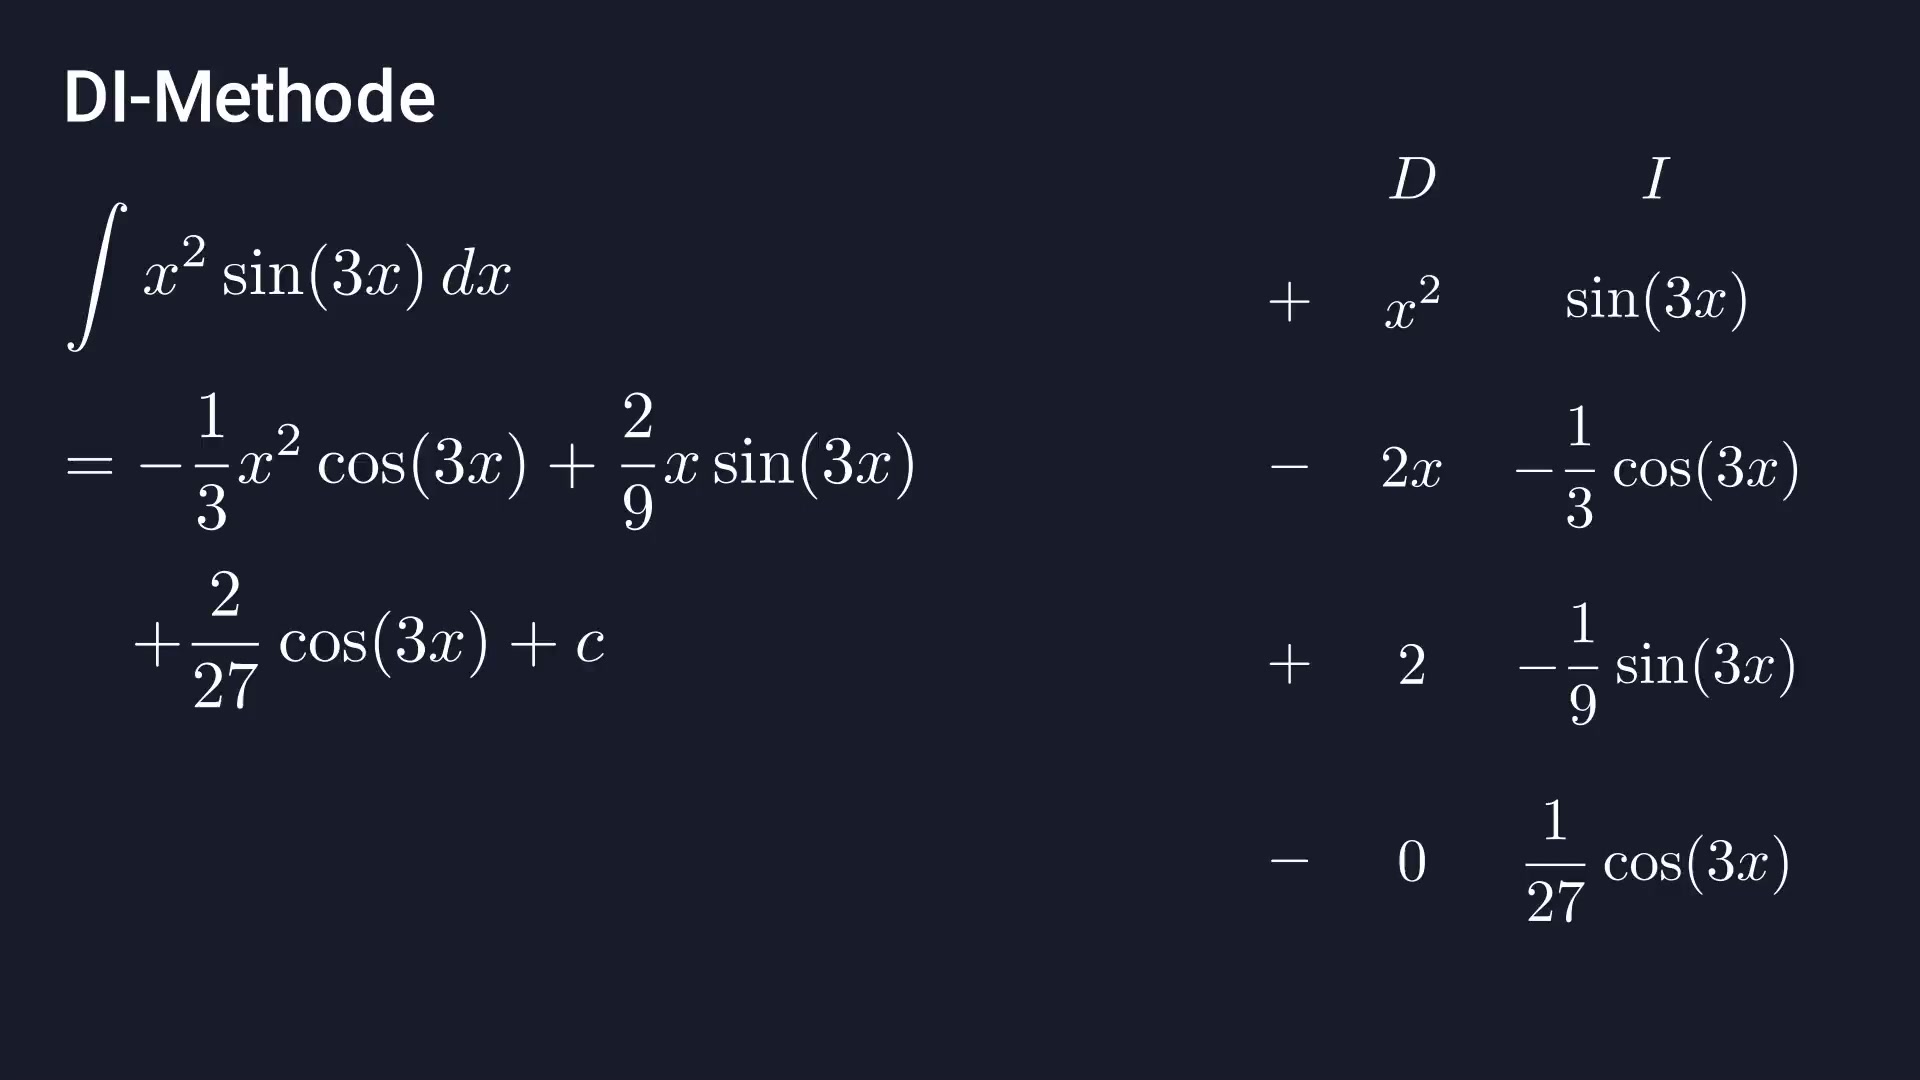 DI-Methode
∫ x² sin(3x) dx
= −1/3 x² cos(3x) + 2/9 x sin(3x)
+ 2/27 cos(3x) + c
D I
+ x² sin(3x)
− 2x −1/3 cos(3x)
+ 2 −1/9 sin(3x)
− 0 1/27 cos(3x)